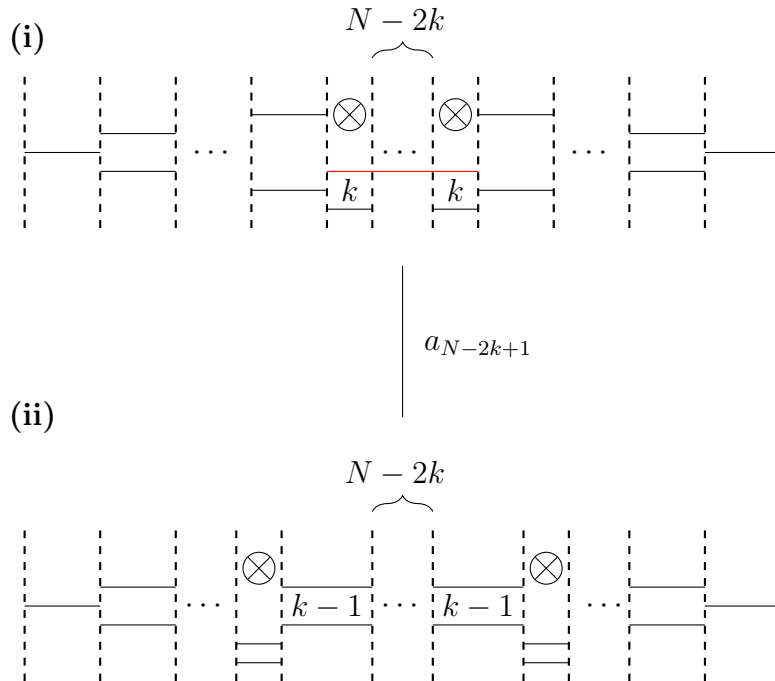 (i)
N − 2k
· · · · · · · · ·
k k
a_{N−2k+1}
(ii)
N − 2k
· · · k − 1 · · · k − 1 · · ·